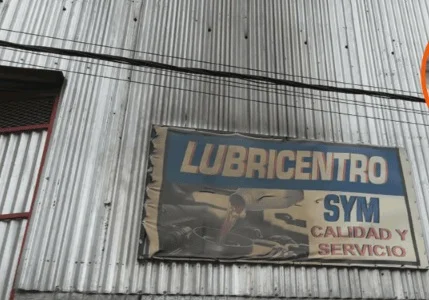 LUBRICENTRO
SYM
CALIDAD Y
SERVICIO